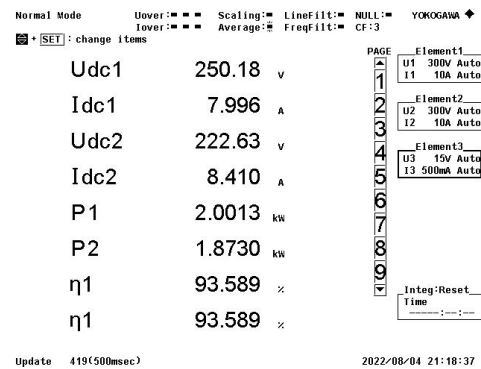 Normal Mode Uover: Scaling: LineFilt: NULL: YOKOGAWA
Iover: Average: FreqFilt: CF:3
+ SET : change items
PAGE
Udc1 250.18 V
Idc1 7.996 A
Udc2 222.63 V
Idc2 8.410 A
P1 2.0013 kW
P2 1.8730 kW
η1 93.589 %
η1 93.589 %
1
2
3
4
5
6
7
8
9
Element1
U1 300V Auto
I1 10A Auto
Element2
U2 300V Auto
I2 10A Auto
Element3
U3 15V Auto
I3 500mA Auto
Integ:Reset
Time
-----:--:--
Update 419(500msec) 2022/08/04 21:18:37